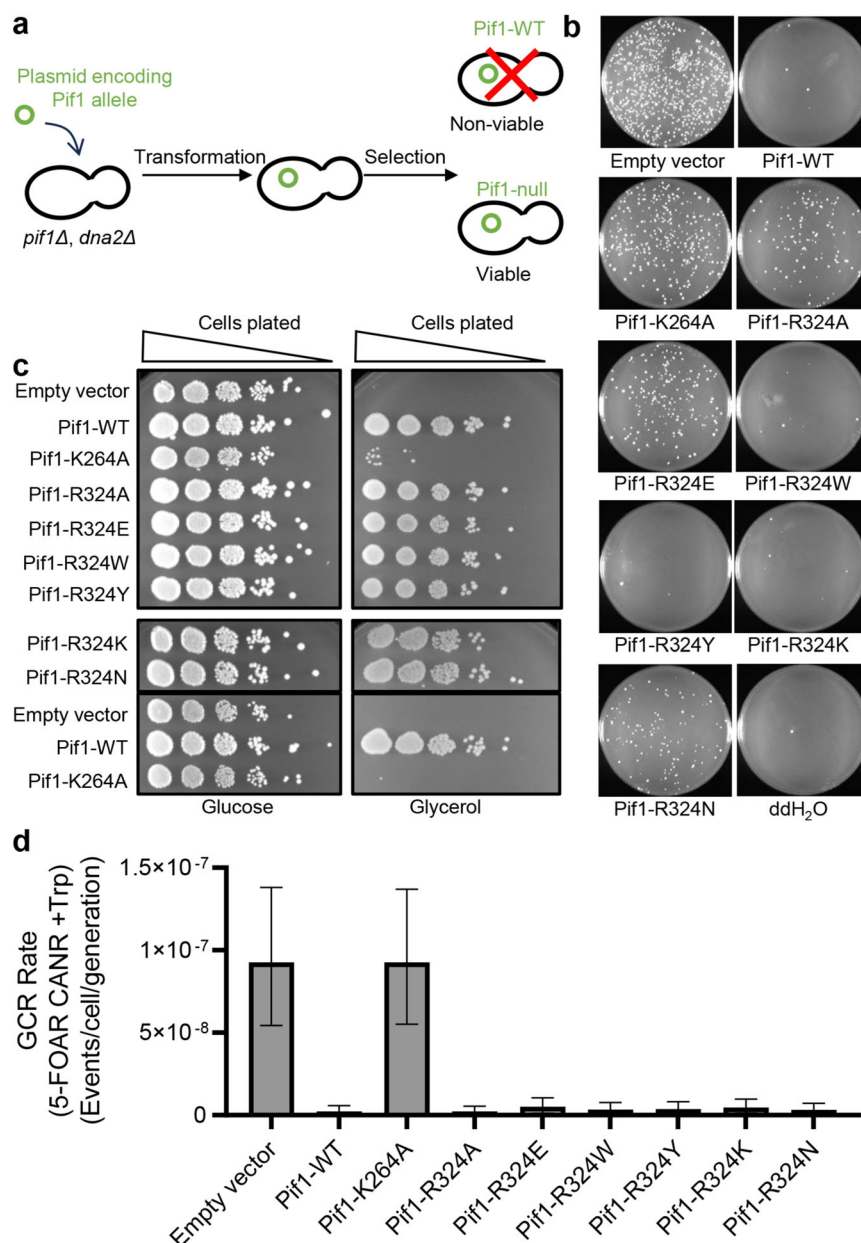 a
Plasmid encoding
Pif1 allele
pif1Δ, dna2Δ
Transformation
Selection
Pif1-WT
Non-viable
Pif1-null
Viable
b
Empty vector
Pif1-WT
Pif1-K264A
Pif1-R324A
Pif1-R324E
Pif1-R324W
Pif1-R324Y
Pif1-R324K
Pif1-R324N
ddH₂O
c
Cells plated
Cells plated
Empty vector
Pif1-WT
Pif1-K264A
Pif1-R324A
Pif1-R324E
Pif1-R324W
Pif1-R324Y
Pif1-R324K
Pif1-R324N
Empty vector
Pif1-WT
Pif1-K264A
Glucose
Glycerol
d
GCR Rate
(5-FOAR CANR +Trp)
(Events/cell/generation)
1.5×10⁻⁷
1×10⁻⁷
5×10⁻⁸
0
Empty vector
Pif1-WT
Pif1-K264A
Pif1-R324A
Pif1-R324E
Pif1-R324W
Pif1-R324Y
Pif1-R324K
Pif1-R324N